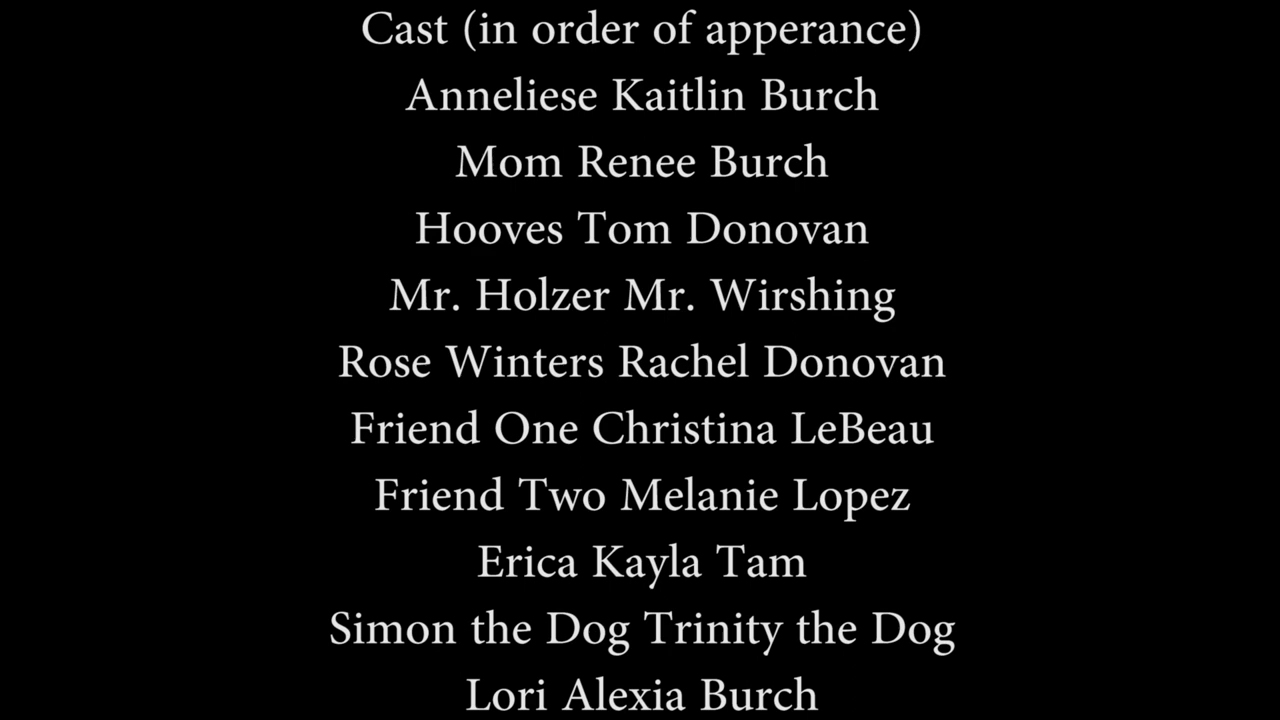 Cast (in order of apperance)
Anneliese Kaitlin Burch
Mom Renee Burch
Hooves Tom Donovan
Mr. Holzer Mr. Wirshing
Rose Winters Rachel Donovan
Friend One Christina LeBeau
Friend Two Melanie Lopez
Erica Kayla Tam
Simon the Dog Trinity the Dog
Lori Alexia Burch